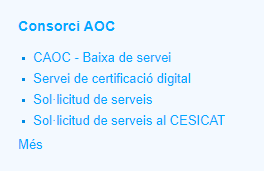 Consorci AOC
CAOC - Baixa de servei
Servei de certificació digital
Sol·licitud de serveis
Sol·licitud de serveis al CESICAT
Més